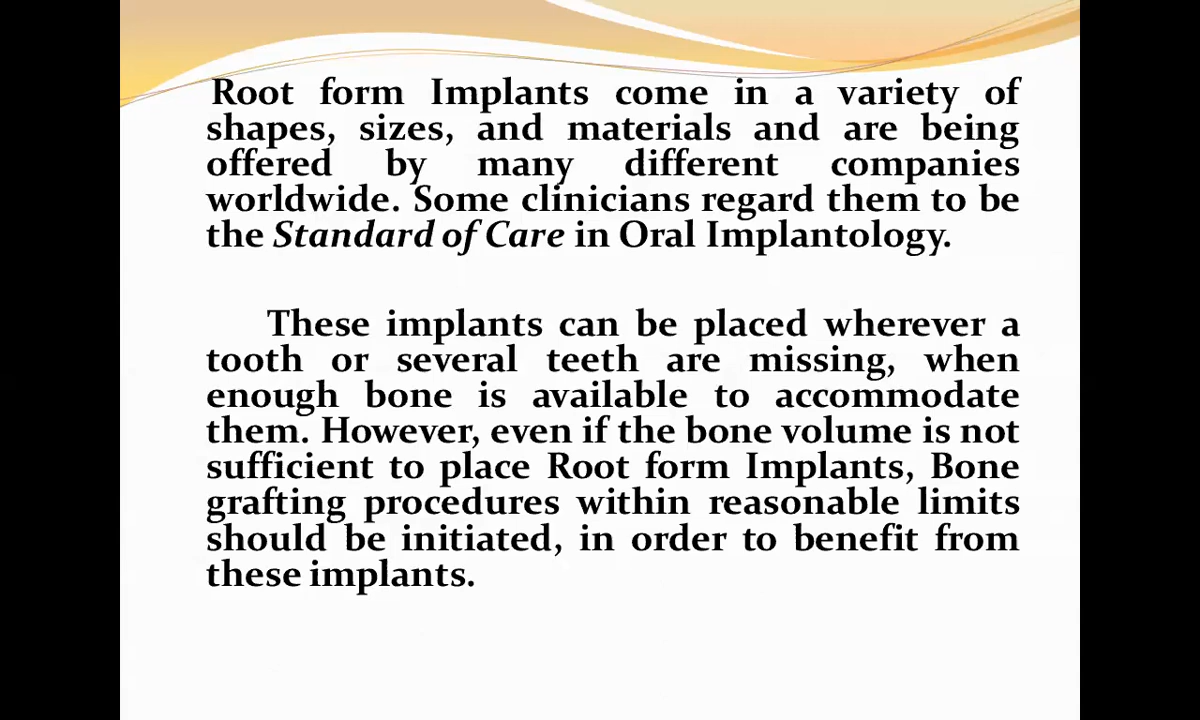 Root form Implants come in a variety of
shapes, sizes, and materials and are being
offered by many different companies
worldwide. Some clinicians regard them to be
the Standard of Care in Oral Implantology.
These implants can be placed wherever a
tooth or several teeth are missing, when
enough bone is available to accommodate
them. However, even if the bone volume is not
sufficient to place Root form Implants, Bone
grafting procedures within reasonable limits
should be initiated, in order to benefit from
these implants.